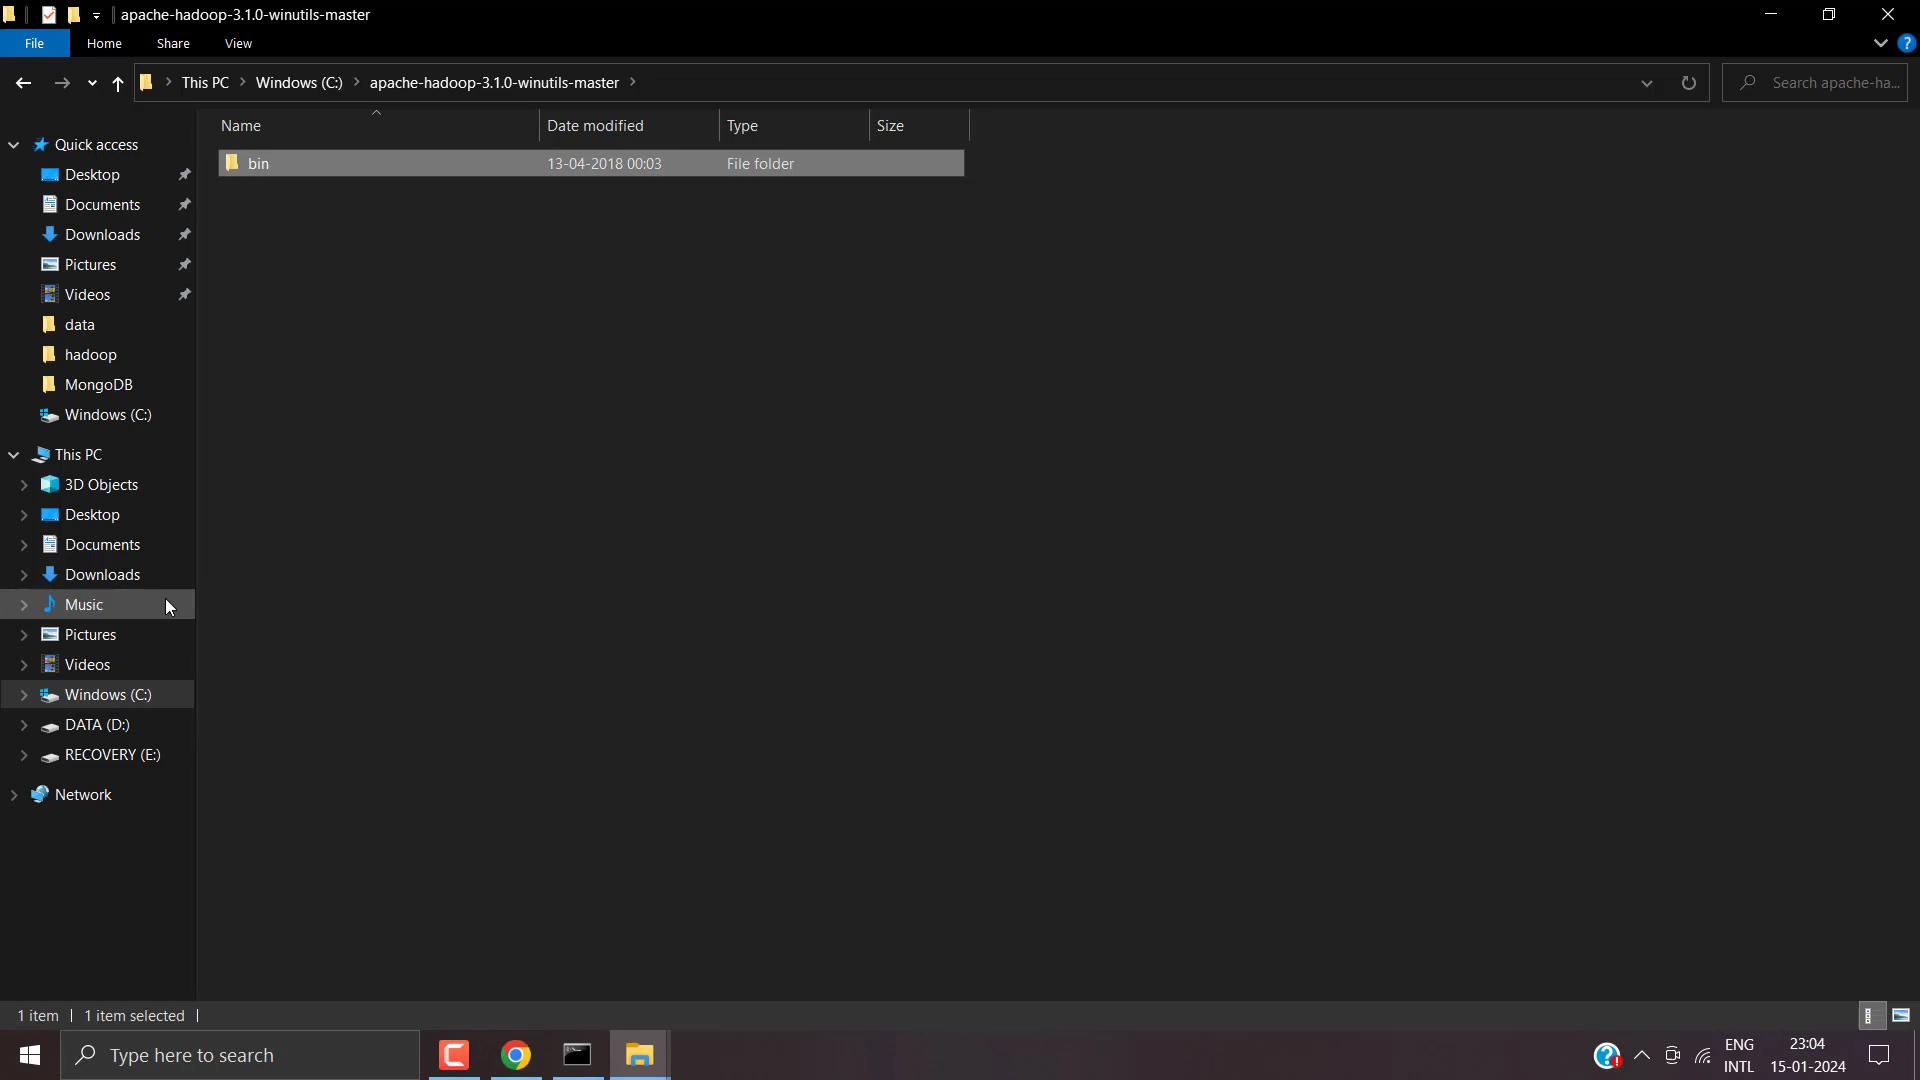 apache-hadoop-3.1.0-winutils-master
File Home Share View
This PC Windows (C:) apache-hadoop-3.1.0-winutils-master
Search apache-ha...
Name Date modified Type Size
bin 13-04-2018 00:03 File folder
Quick access
Desktop
Documents
Downloads
Pictures
Videos
data
hadoop
MongoDB
Windows (C:)
This PC
3D Objects
Desktop
Documents
Downloads
Music
Pictures
Videos
Windows (C:)
DATA (D:)
RECOVERY (E:)
Network
1 item 1 item selected
Type here to search
ENG
INTL
23:04
15-01-2024